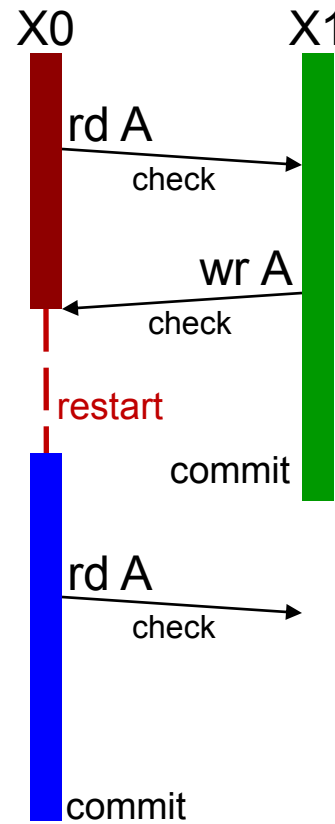 X0 X1
rd A
check
wr A
check
restart
commit
rd A
check
commit